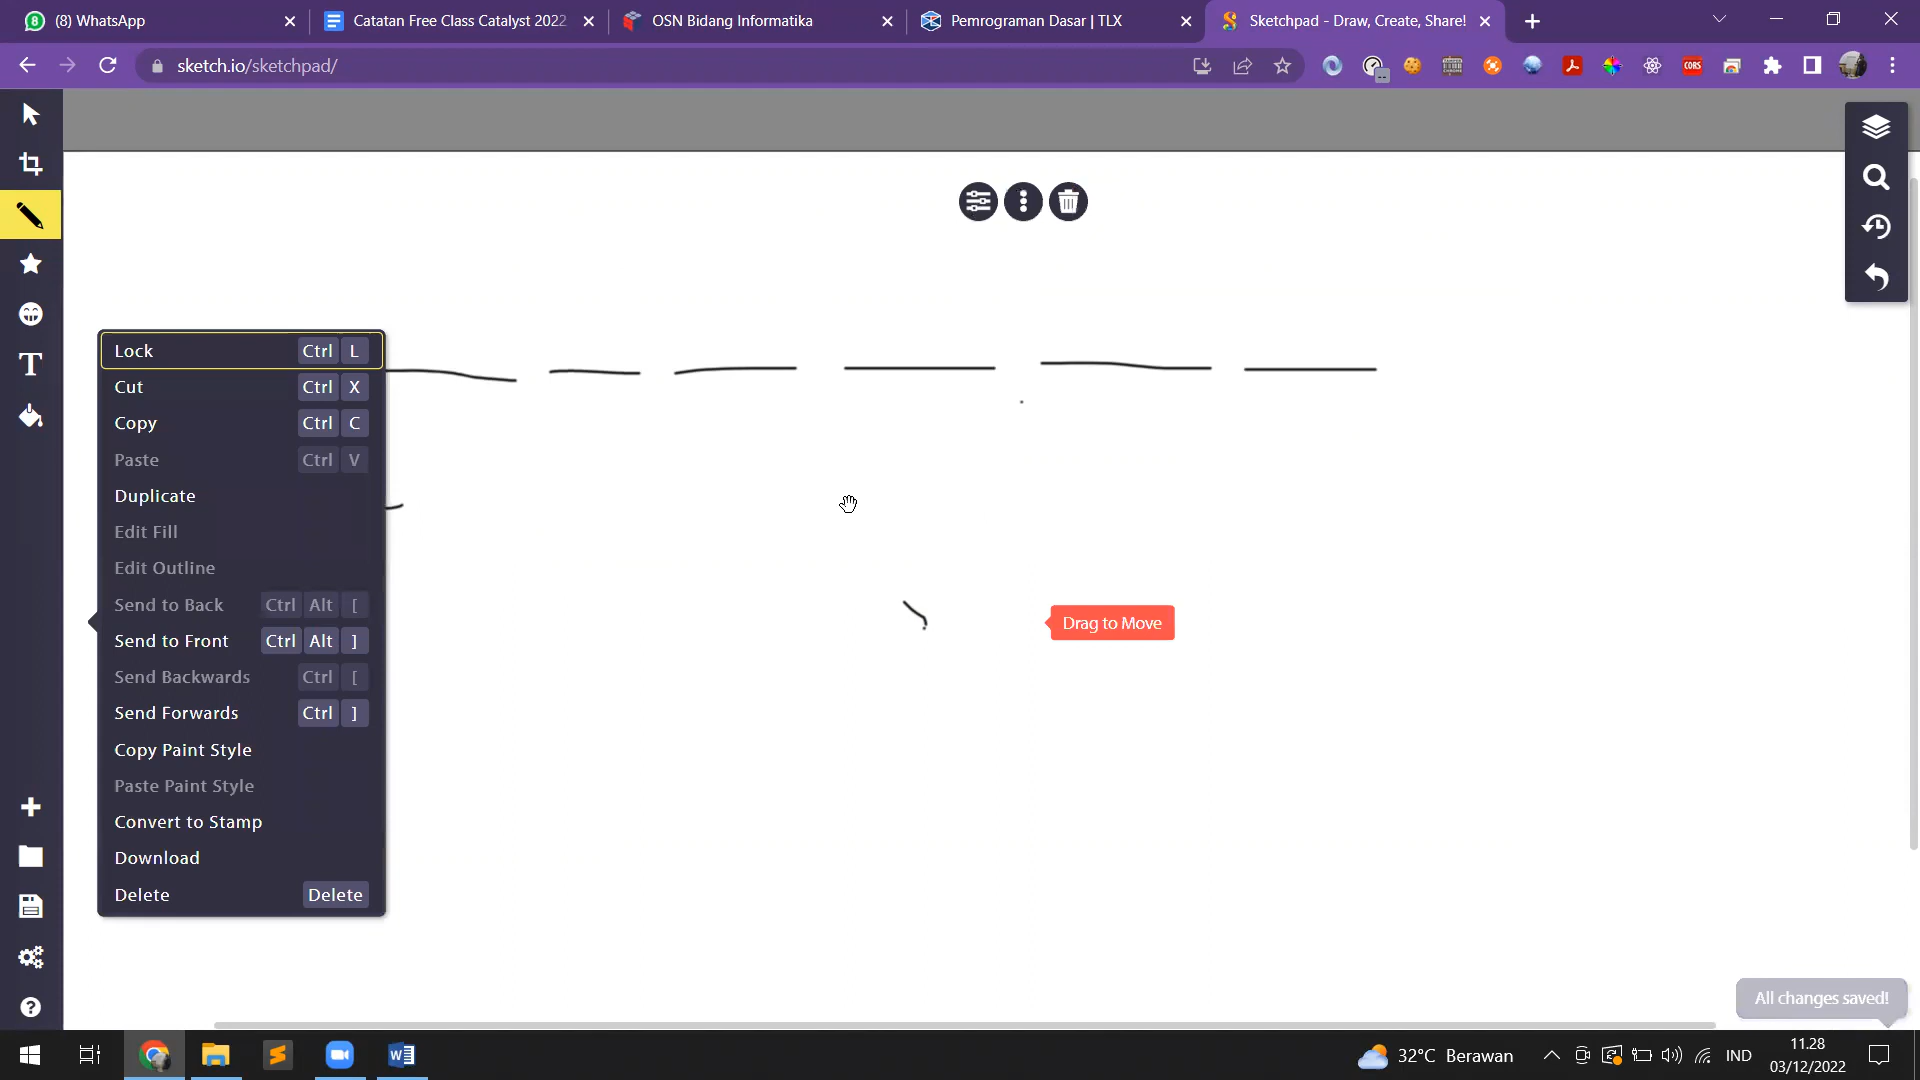 (8) WhatsApp
Catatan Free Class Catalyst 2022
OSN Bidang Informatika
Pemrograman Dasar | TLX
Sketchpad - Draw, Create, Share!
sketch.io/sketchpad/
CORS
T
Lock Ctrl L
Cut Ctrl X
Copy Ctrl C
Paste Ctrl V
Duplicate
Edit Fill
Edit Outline
Send to Back Ctrl Alt [
Send to Front Ctrl Alt ]
Send Backwards Ctrl [
Send Forwards Ctrl ]
Copy Paint Style
Paste Paint Style
Convert to Stamp
Download
Delete Delete
Drag to Move
All changes saved!
32°C Berawan
IND
11.28
03/12/2022